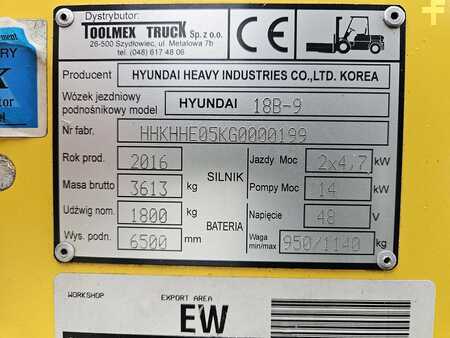 Dystrybutor:
TOOLMEX TRUCK Sp. z o.o.
26-500 Szydłowiec, ul. Metalowa 7b
tel. (048) 617 48 06
CE
Producent HYUNDAI HEAVY INDUSTRIES CO.,LTD. KOREA
Wózek jezdniowy
podnośnikowy model HYUNDAI 18B-9
Nr fabr. HHKHHE05KG0000199
Rok prod. 2016 SILNIK Jazdy Moc 2x4,7 kW
Masa brutto 3613 kg Pompy Moc 14 kW
Udźwig nom. 1800 kg BATERIA Napięcie 48 V
Wys. podn. 6500 mm Waga min/max 950/1140 kg
WORKSHOP EXPORT AREA
EW